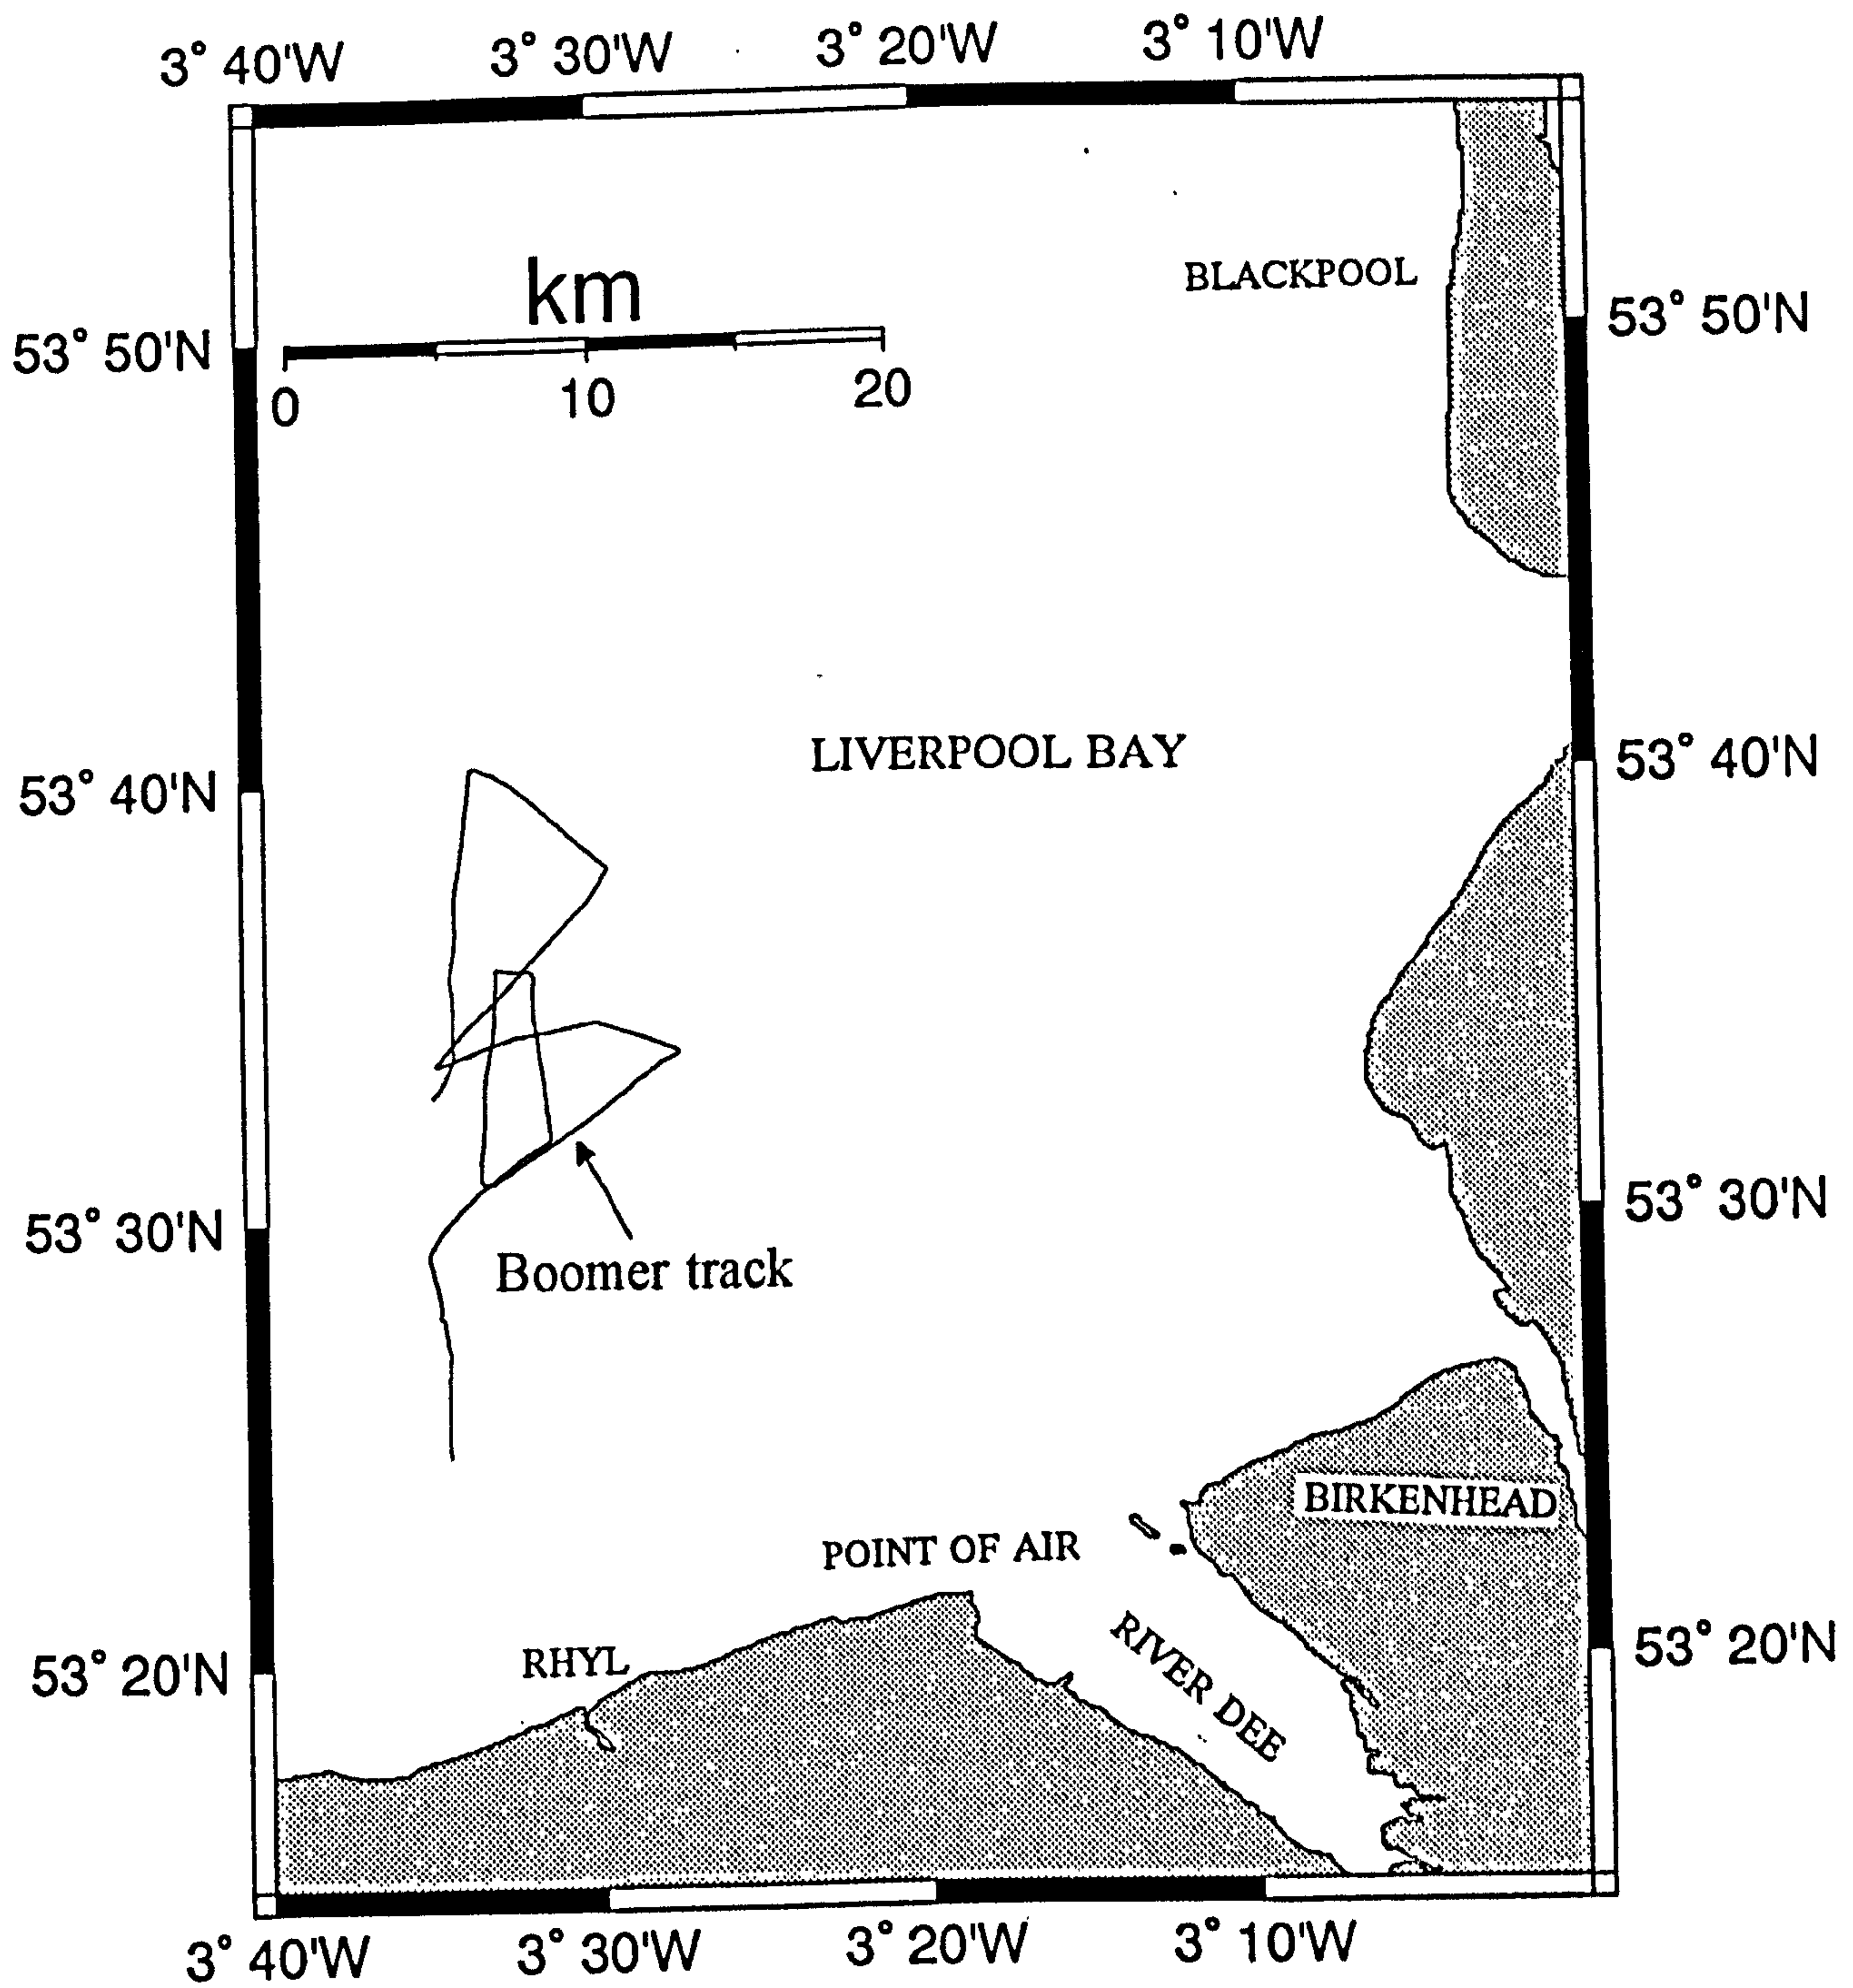 3° 40'W 3° 30'W 3° 20'W 3° 10'W
BLACKPOOL
km
53° 50'N 53° 50'N
0 10 20
LIVERPOOL BAY
53° 40'N 53° 40'N
53° 30'N 53° 30'N
Boomer track
BIRKENHEAD
POINT OF AIR
RHYL
RIVER DEE
53° 20'N 53° 20'N
3° 40'W 3° 30'W 3° 20'W 3° 10'W